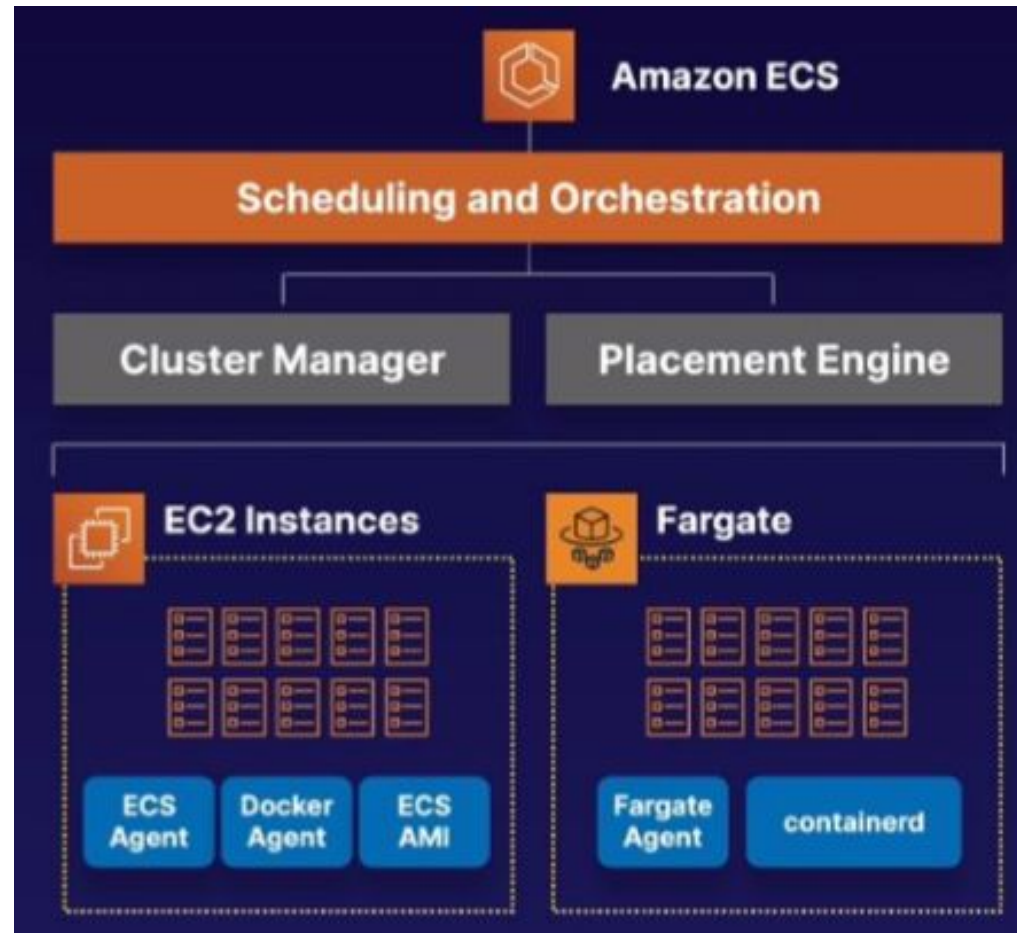 Amazon ECS
Scheduling and Orchestration
Cluster Manager
Placement Engine
EC2 Instances
Fargate
ECS
Agent
Docker
Agent
ECS
AMI
Fargate
Agent
containerd